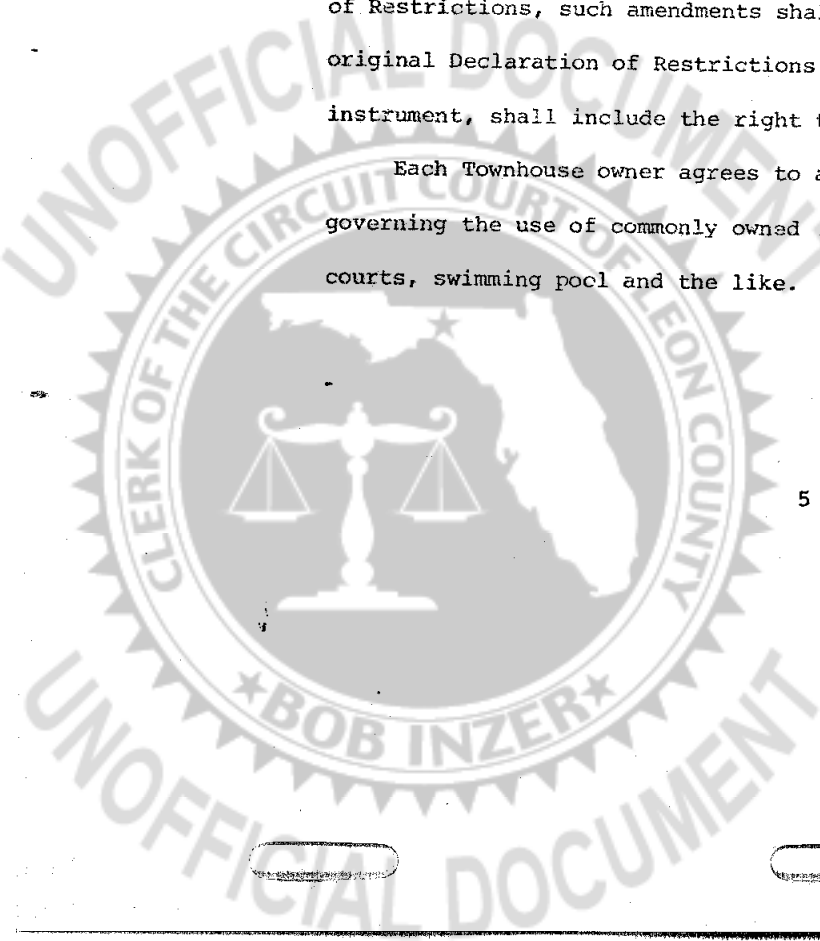 of Restrictions, such amendments sha
original Declaration of Restrictions
instrument, shall include the right
Each Townhouse owner agrees to a
governing the use of commonly owned
courts, swimming pool and the like.
5
UNOFFICIAL DOCUMENT
CLERK OF THE CIRCUIT COURT OF LEON COUNTY
★BOB INZER★
UNOFFICIAL DOCUMENT